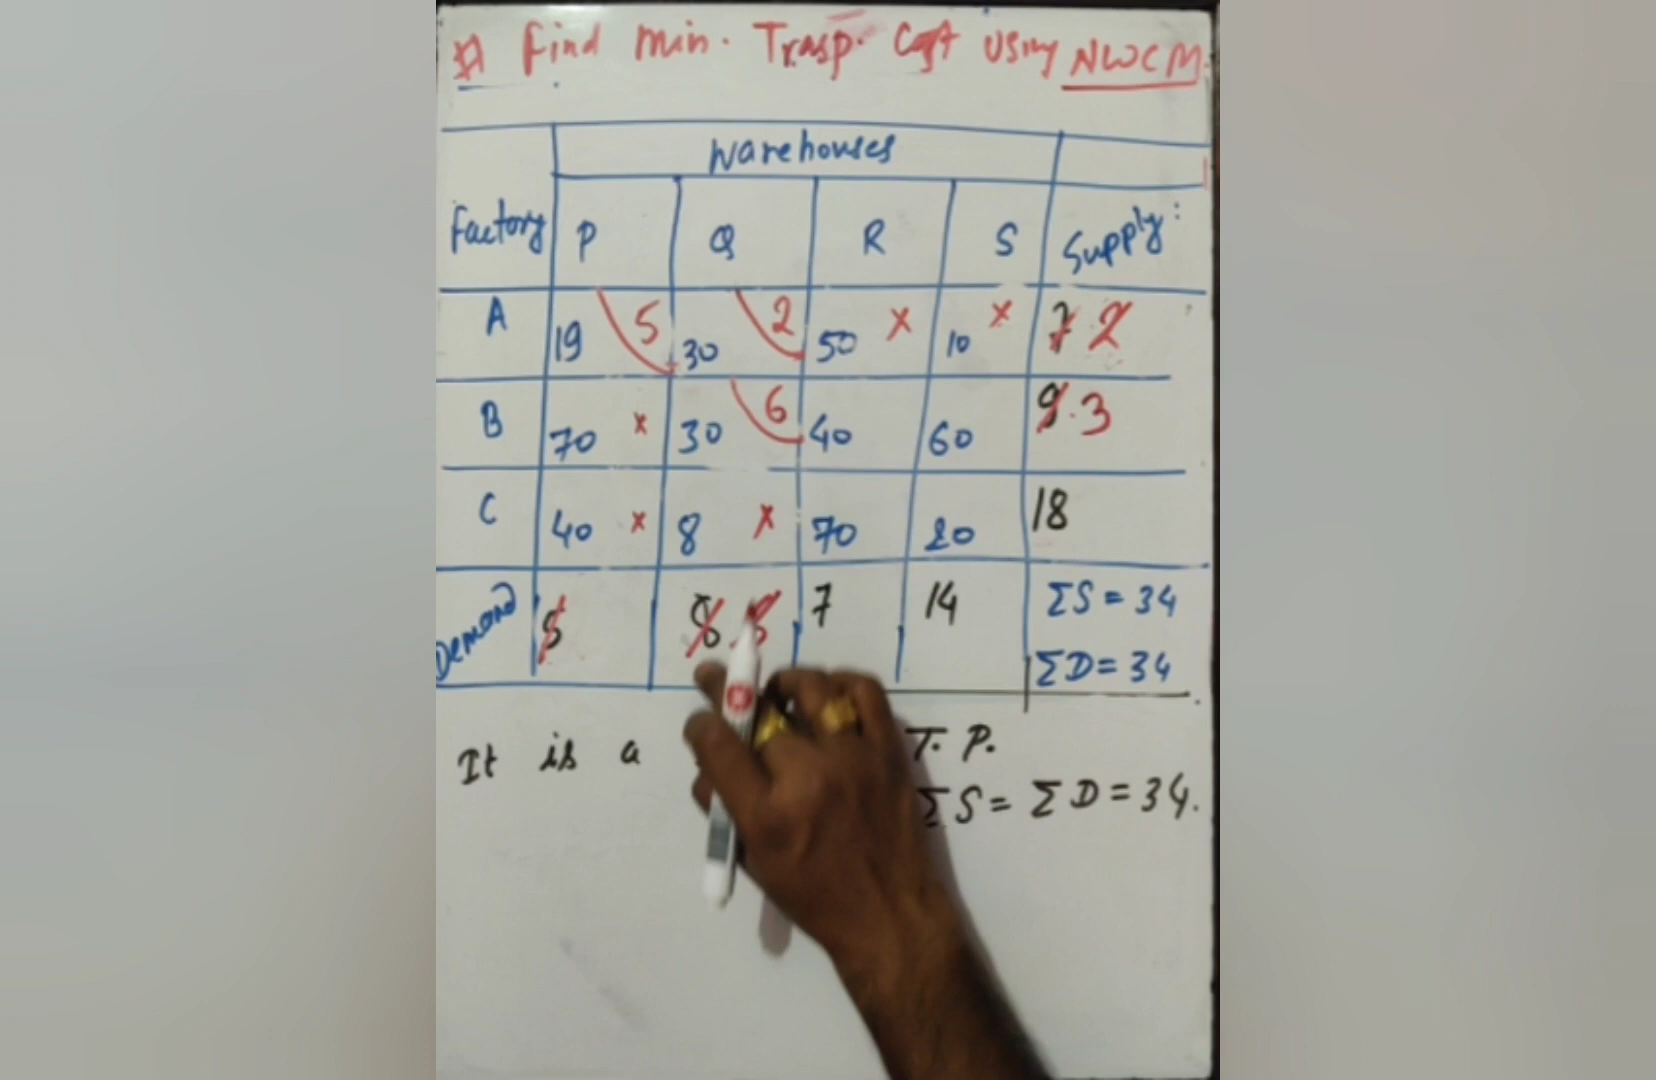 Find Min. Trasp. Cost Using NWCM.
Warehouses
Factory P Q R S Supply:
A 19 5 30 2 50 × 10 × 7 2
B 70 × 30 6 40 60 9 3
C 40 × 8 × 70 20 18
Demand 5 8 6 7 14 ΣS = 34
ΣD = 34
It is a T. P.
ΣS = ΣD = 34.